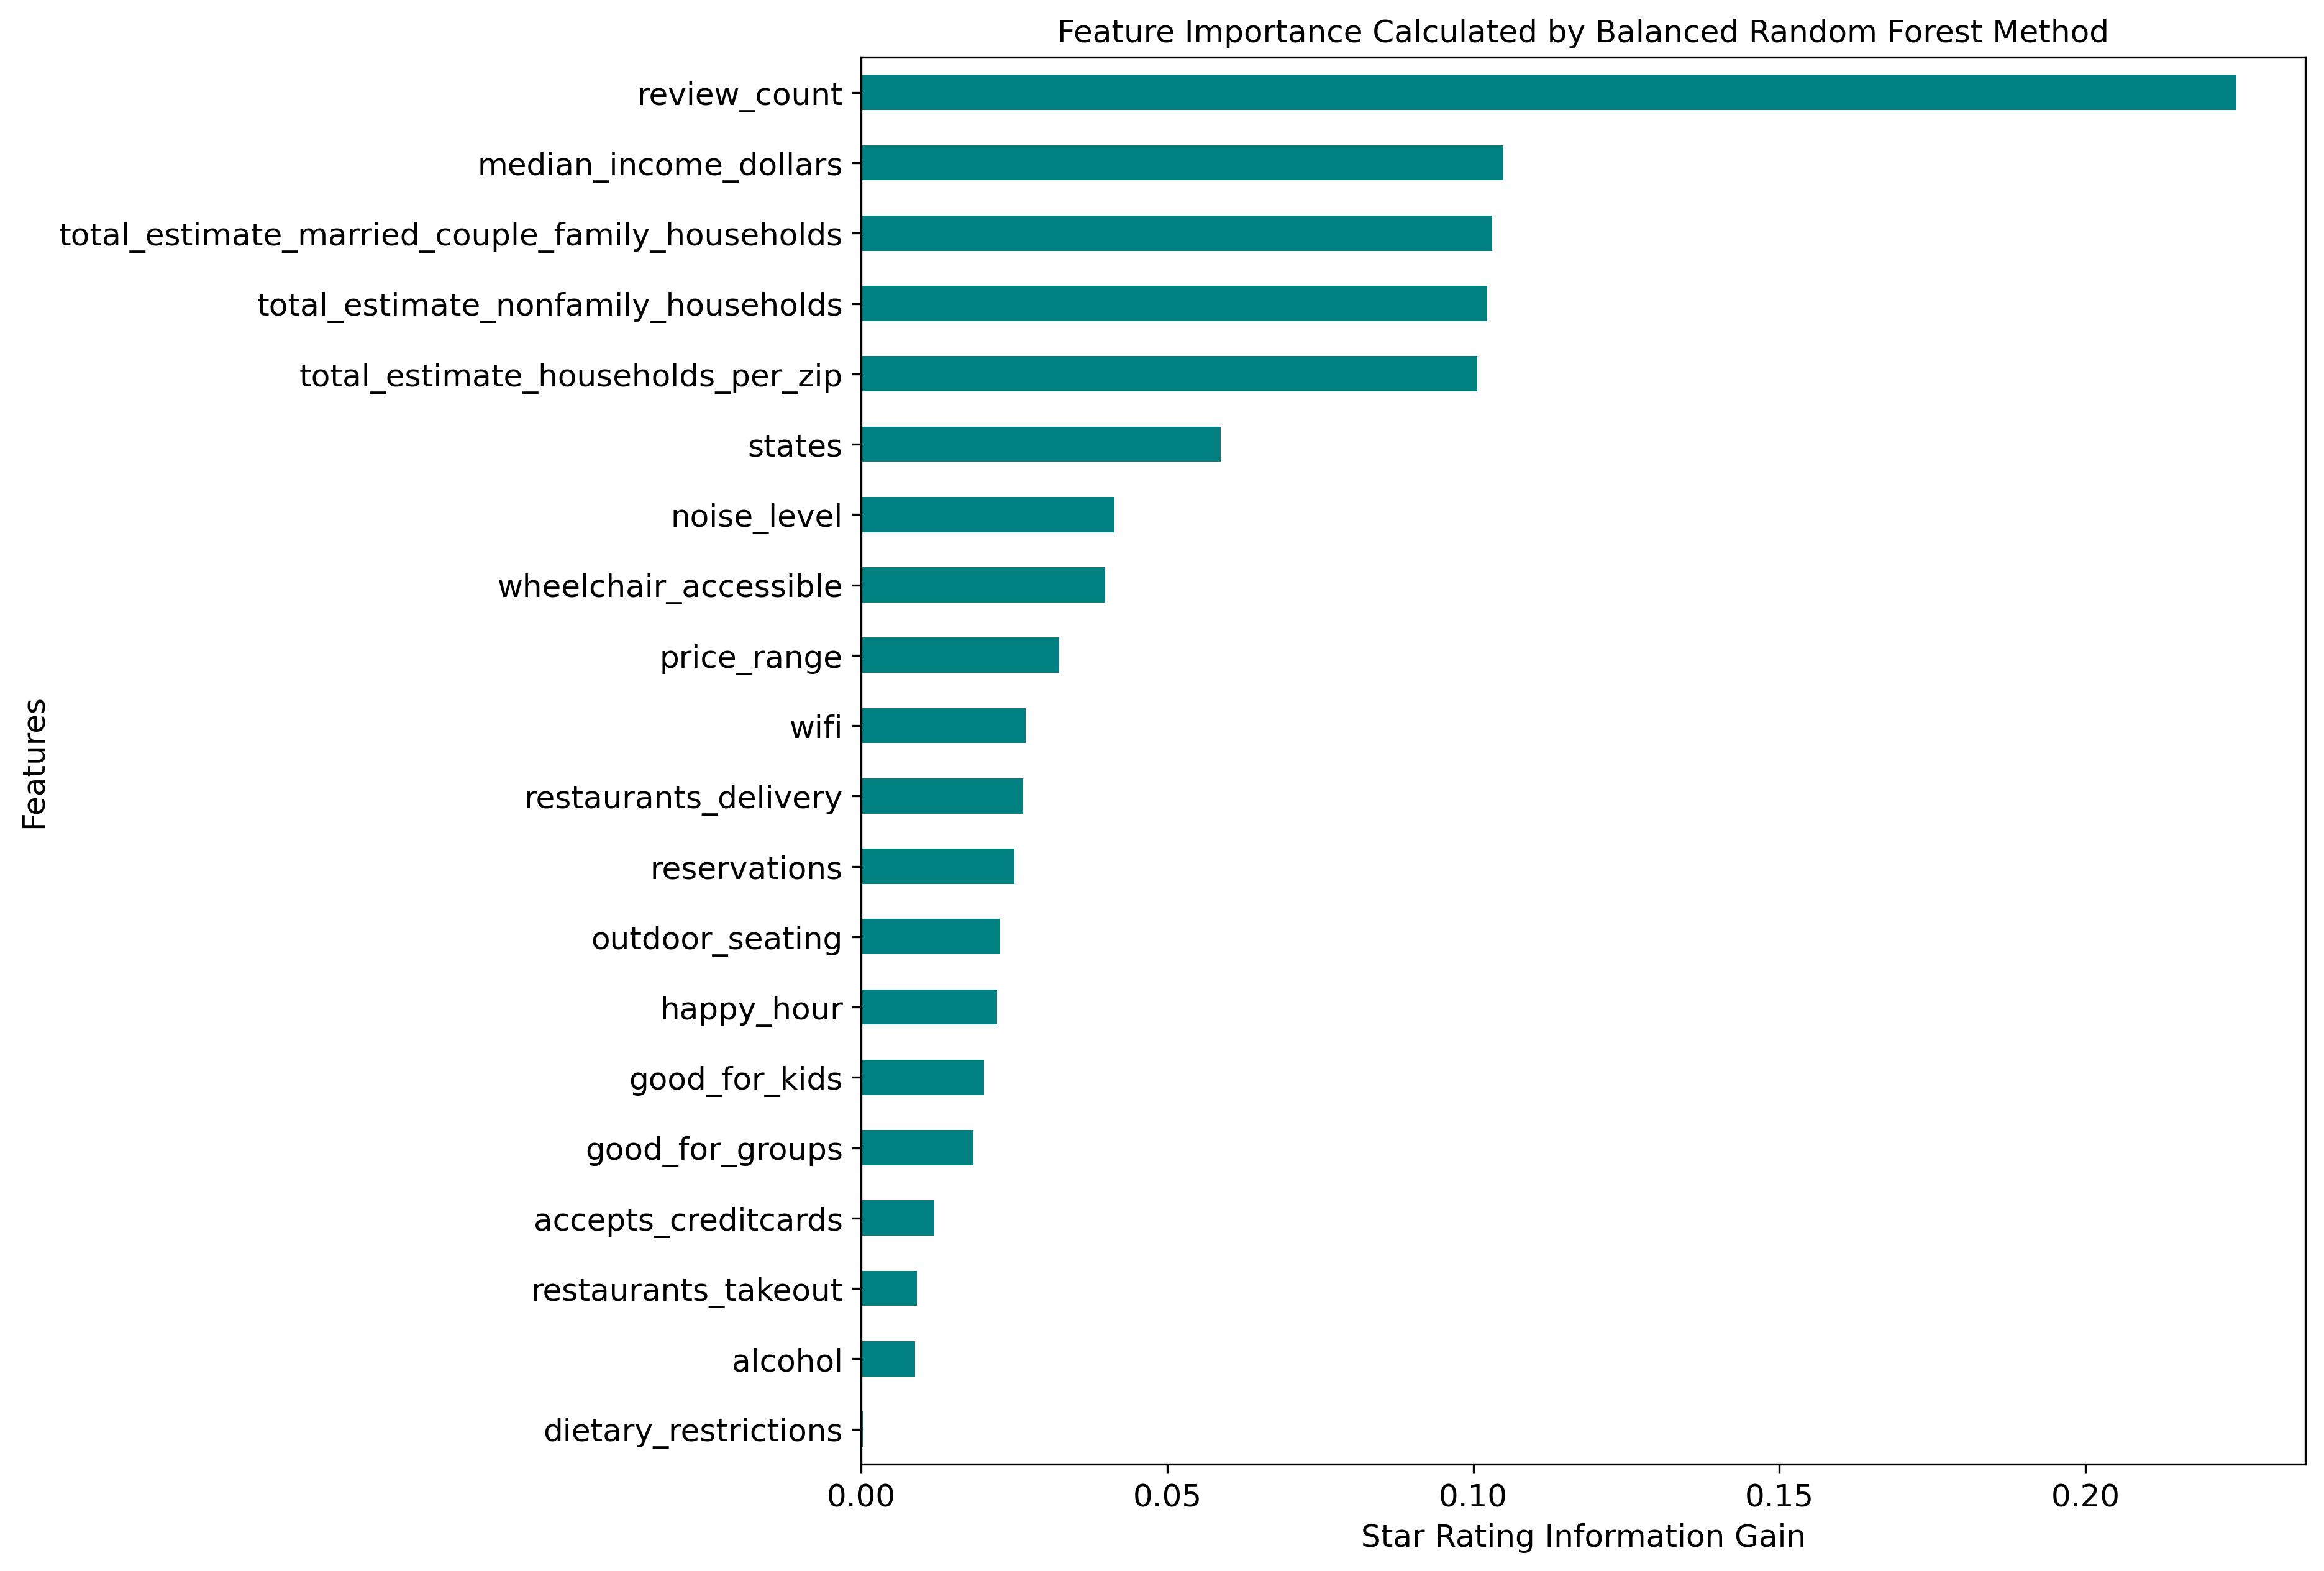 Feature Importance Calculated by Balanced Random Forest Method
review_count
median_income_dollars
total_estimate_married_couple_family_households
total_estimate_nonfamily_households
total_estimate_households_per_zip
states
noise_level
wheelchair_accessible
price_range
wifi
restaurants_delivery
reservations
outdoor_seating
happy_hour
good_for_kids
good_for_groups
accepts_creditcards
restaurants_takeout
alcohol
dietary_restrictions
Features
0.00 0.05 0.10 0.15 0.20
Star Rating Information Gain